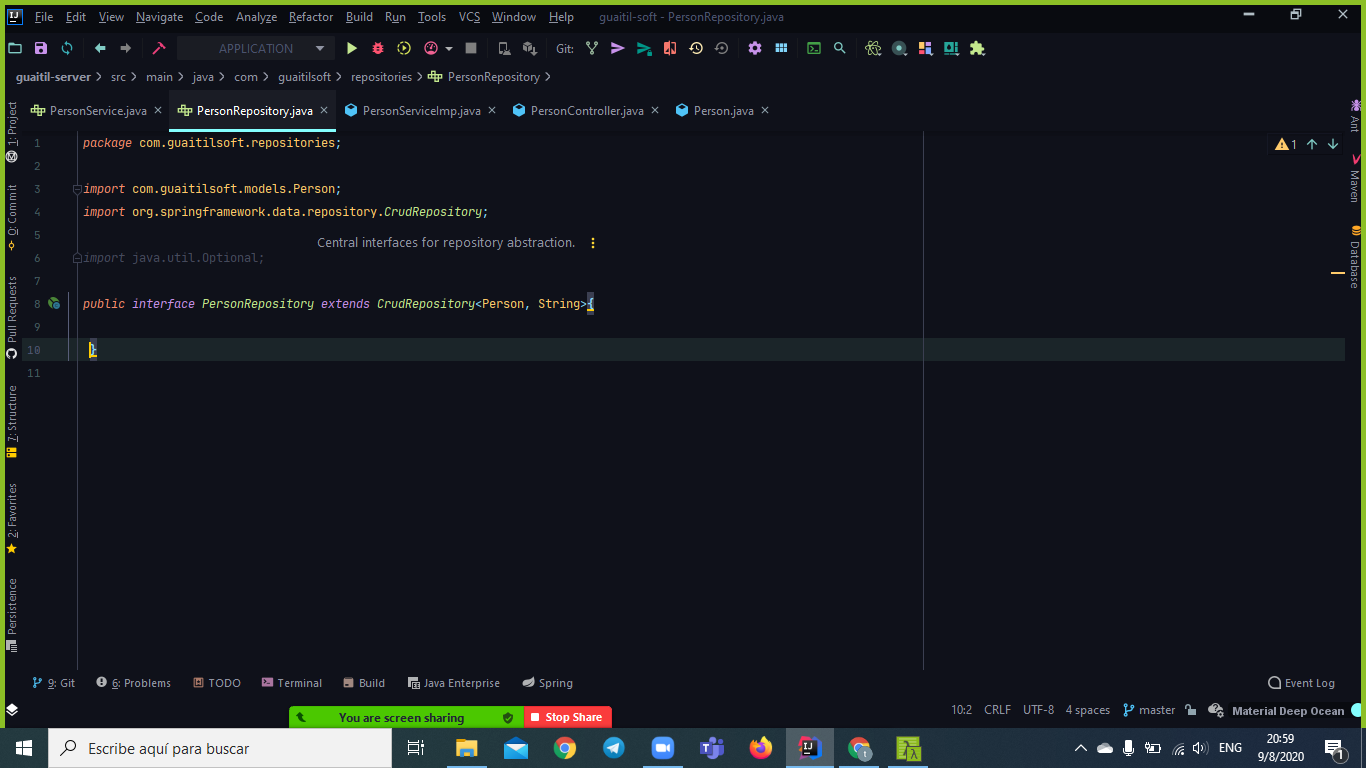 File Edit View Navigate Code Analyze Refactor Build Run Tools VCS Window Help guaitil-soft - PersonRepository.java
APPLICATION Git:
guaitil-server src main java com guaitilsoft repositories PersonRepository
PersonService.java PersonRepository.java PersonServiceImp.java PersonController.java Person.java
1 package com.guaitilsoft.repositories;
2
3 import com.guaitilsoft.models.Person;
4 import org.springframework.data.repository.CrudRepository;
5
Central interfaces for repository abstraction.
6 import java.util.Optional;
7
8 public interface PersonRepository extends CrudRepository<Person, String>{
9
10 }
11
1
1: Project
0: Commit
Pull Requests
7: Structure
2: Favorites
Persistence
Ant
Maven
Database
9: Git 6: Problems TODO Terminal Build Java Enterprise Spring Event Log
10:2 CRLF UTF-8 4 spaces master Material Deep Ocean
You are screen sharing Stop Share
Escribe aquí para buscar
ENG
20:59
9/8/2020
1